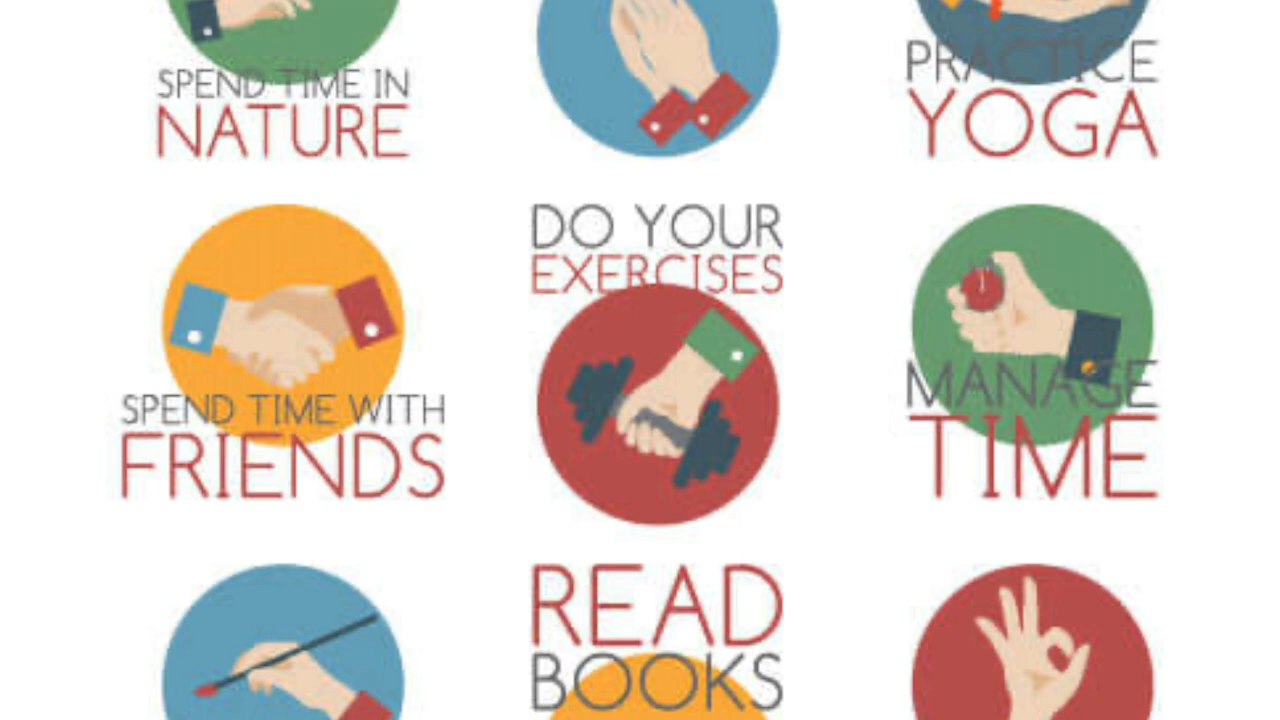 SPEND TIME IN
NATURE
PRACTICE
YOGA
SPEND TIME WITH
FRIENDS
DO YOUR
EXERCISES
MANAGE
TIME
READ
BOOKS